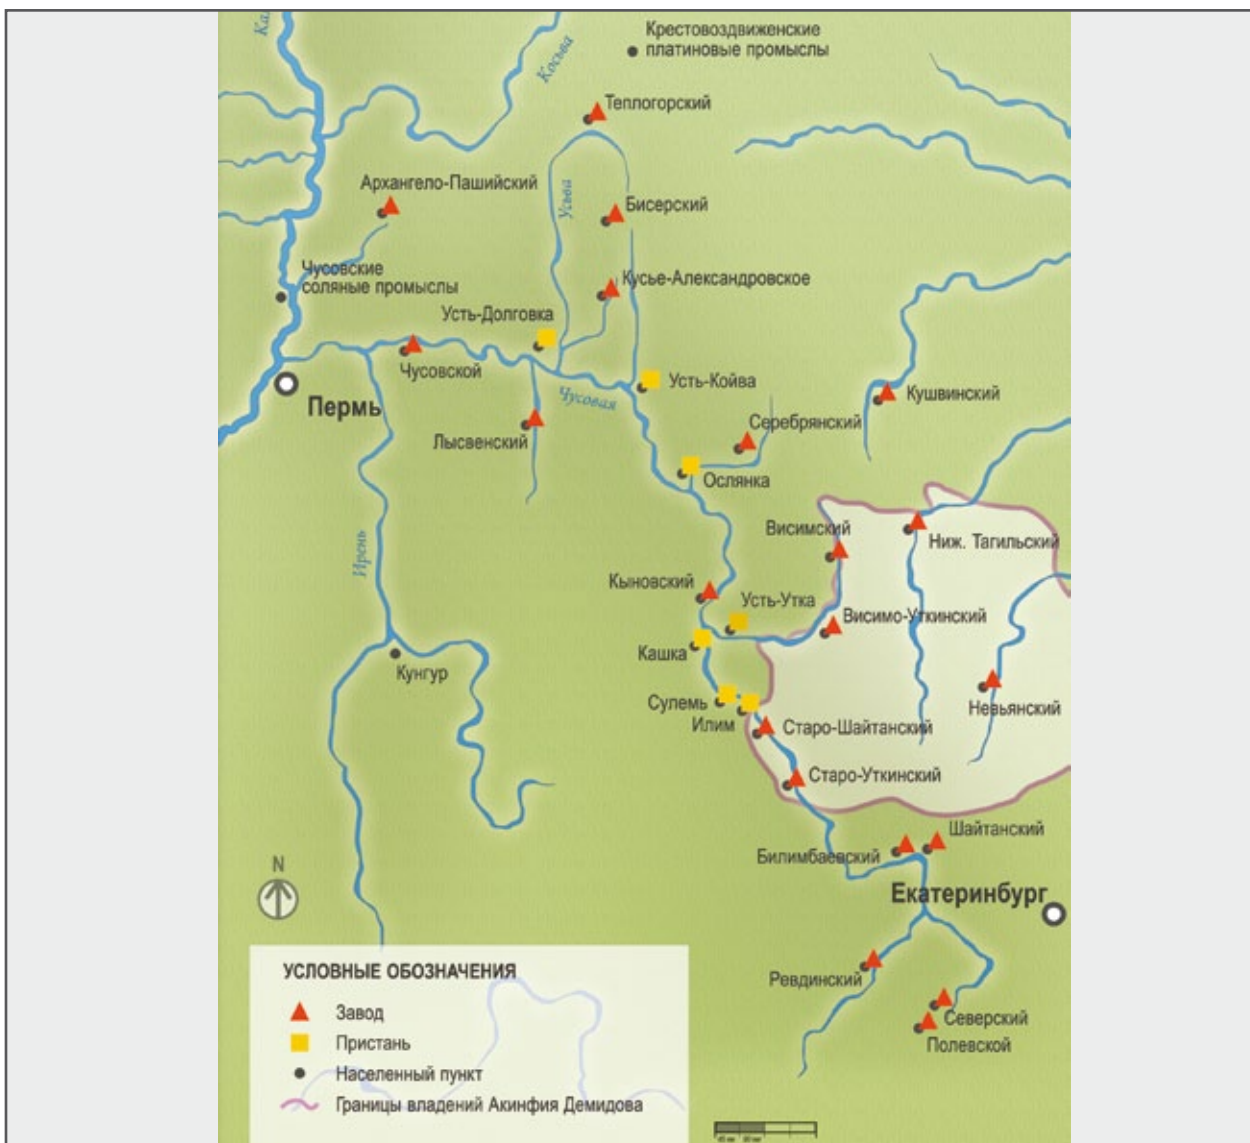 Крестовоздвиженские
платиновые промыслы
Косьва
Теплогорский
Архангело-Пашийский
Усьва
Бисерский
Чусовские
соляные промыслы
Кусье-Александровское
Усть-Долговка
Чусовской
Усть-Койва
Чусовая
Кушвинский
Пермь
Серебрянский
Лысвенский
Ослянка
Висимский
Ниж. Тагильский
Ирень
Кыновский
Усть-Утка
Висимо-Уткинский
Кашка
Кунгур
Сулемь
Илим
Невьянский
Старо-Шайтанский
Старо-Уткинский
Шайтанский
Билимбаевский
N
Екатеринбург
Ревдинский
Северский
Полевской
УСЛОВНЫЕ ОБОЗНАЧЕНИЯ
Завод
Пристань
Населенный пункт
Границы владений Акинфия Демидова